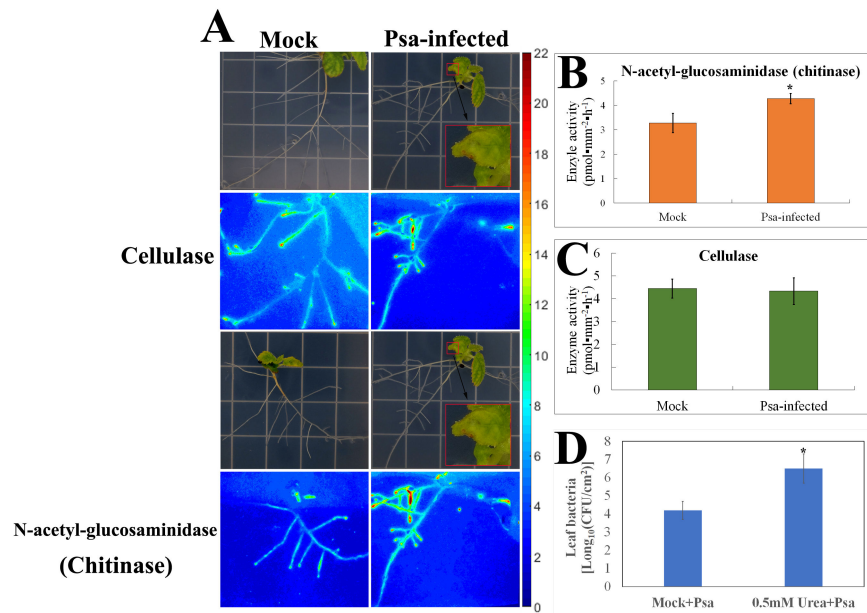 A
Mock
Psa-infected
Cellulase
N-acetyl-glucosaminidase
(Chitinase)
22
20
18
16
14
12
10
8
6
4
2
0
B
N-acetyl-glucosaminidase (chitinase)
Enzyle activity
(pmol▪mm⁻²▪h⁻¹)
5
4
3
2
1
0
*
Mock
Psa-infected
C
Cellulase
Enzyme activity
(pmol▪mm⁻²▪h⁻¹)
6
5
4
3
2
1
0
Mock
Psa-infected
D
Leaf bacteria
[Long₁₀(CFU/cm²)]
8
7
6
5
4
3
2
1
0
*
Mock+Psa
0.5mM Urea+Psa